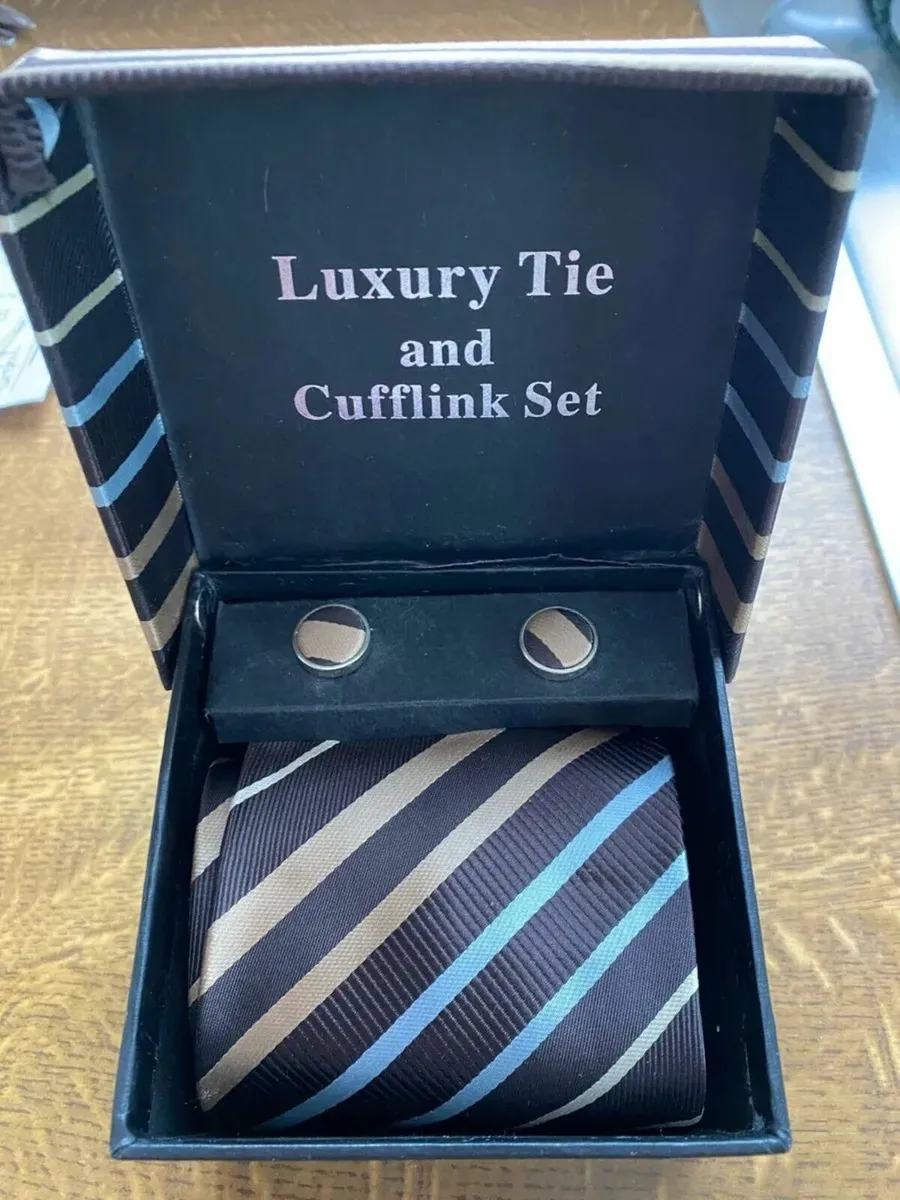 Luxury Tie
and
Cufflink Set